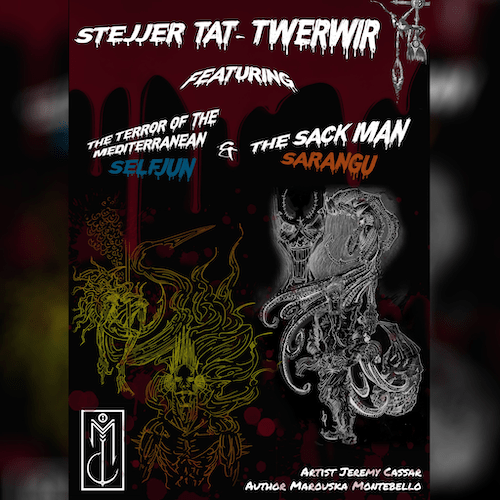 STEJJER TAT- TWERWIR
FEATURING
THE TERROR OF THE
MEDITERRANEAN
SELFJUN
&
THE SACK MAN
SARANGU
ARTIST JEREMY CASSAR
AUTHOR MAROUSKA MONTEBELLO